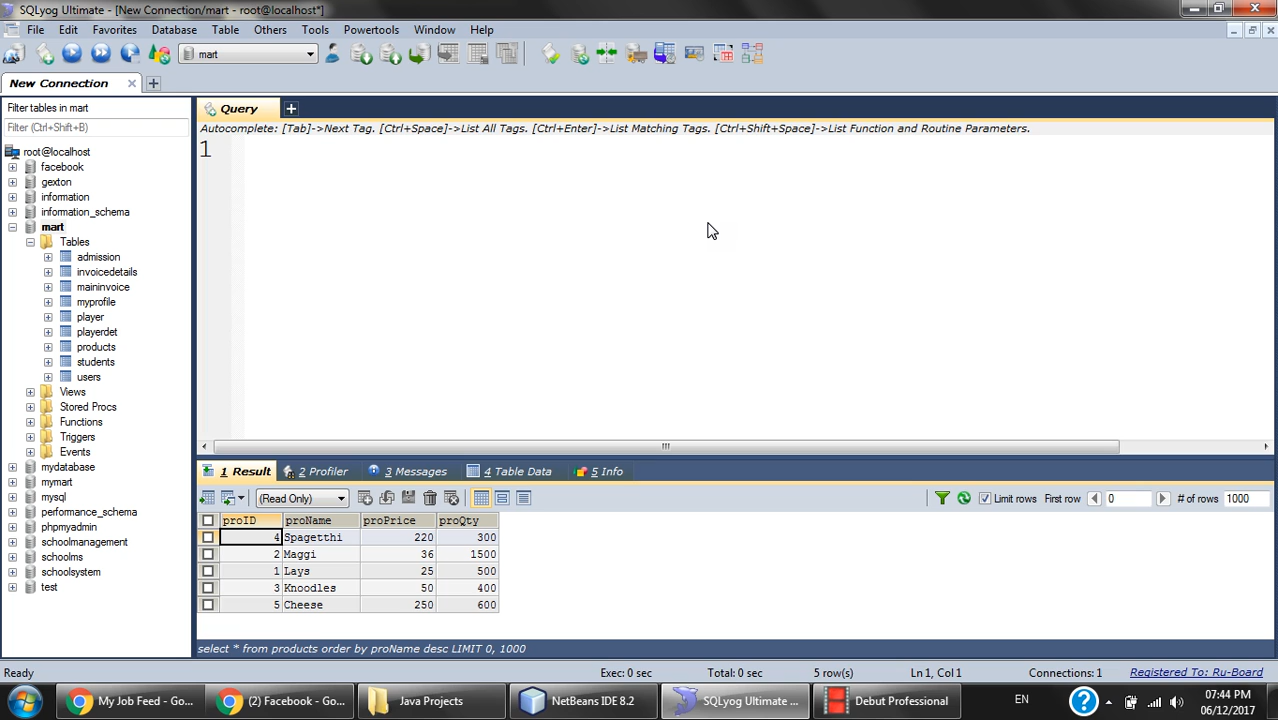 SQLyog Ultimate - [New Connection/mart - root@localhost*]
File Edit Favorites Database Table Others Tools Powertools Window Help
mart
New Connection
Filter tables in mart
Filter (Ctrl+Shift+B)
root@localhost
facebook
gexton
information
information_schema
mart
Tables
admission
invoicedetails
maininvoice
myprofile
player
playerdet
products
students
users
Views
Stored Procs
Functions
Triggers
Events
mydatabase
mymart
mysql
performance_schema
phpmyadmin
schoolmanagement
schoolms
schoolsystem
test
Query
Autocomplete: [Tab]->Next Tag. [Ctrl+Space]->List All Tags. [Ctrl+Enter]->List Matching Tags. [Ctrl+Shift+Space]->List Function and Routine Parameters.
1
1 Result 2 Profiler 3 Messages 4 Table Data 5 Info
(Read Only) Limit rows First row 0 # of rows 1000
proID proName proPrice proQty
4 Spagetthi 220 300
2 Maggi 36 1500
1 Lays 25 500
3 Knoodles 50 400
5 Cheese 250 600
select * from products order by proName desc LIMIT 0, 1000
Ready Exec: 0 sec Total: 0 sec 5 row(s) Ln 1, Col 1 Connections: 1 Registered To: Ru-Board
My Job Feed - Go... (2) Facebook - Go... Java Projects NetBeans IDE 8.2 SQLyog Ultimate ... Debut Professional EN 07:44 PM
06/12/2017